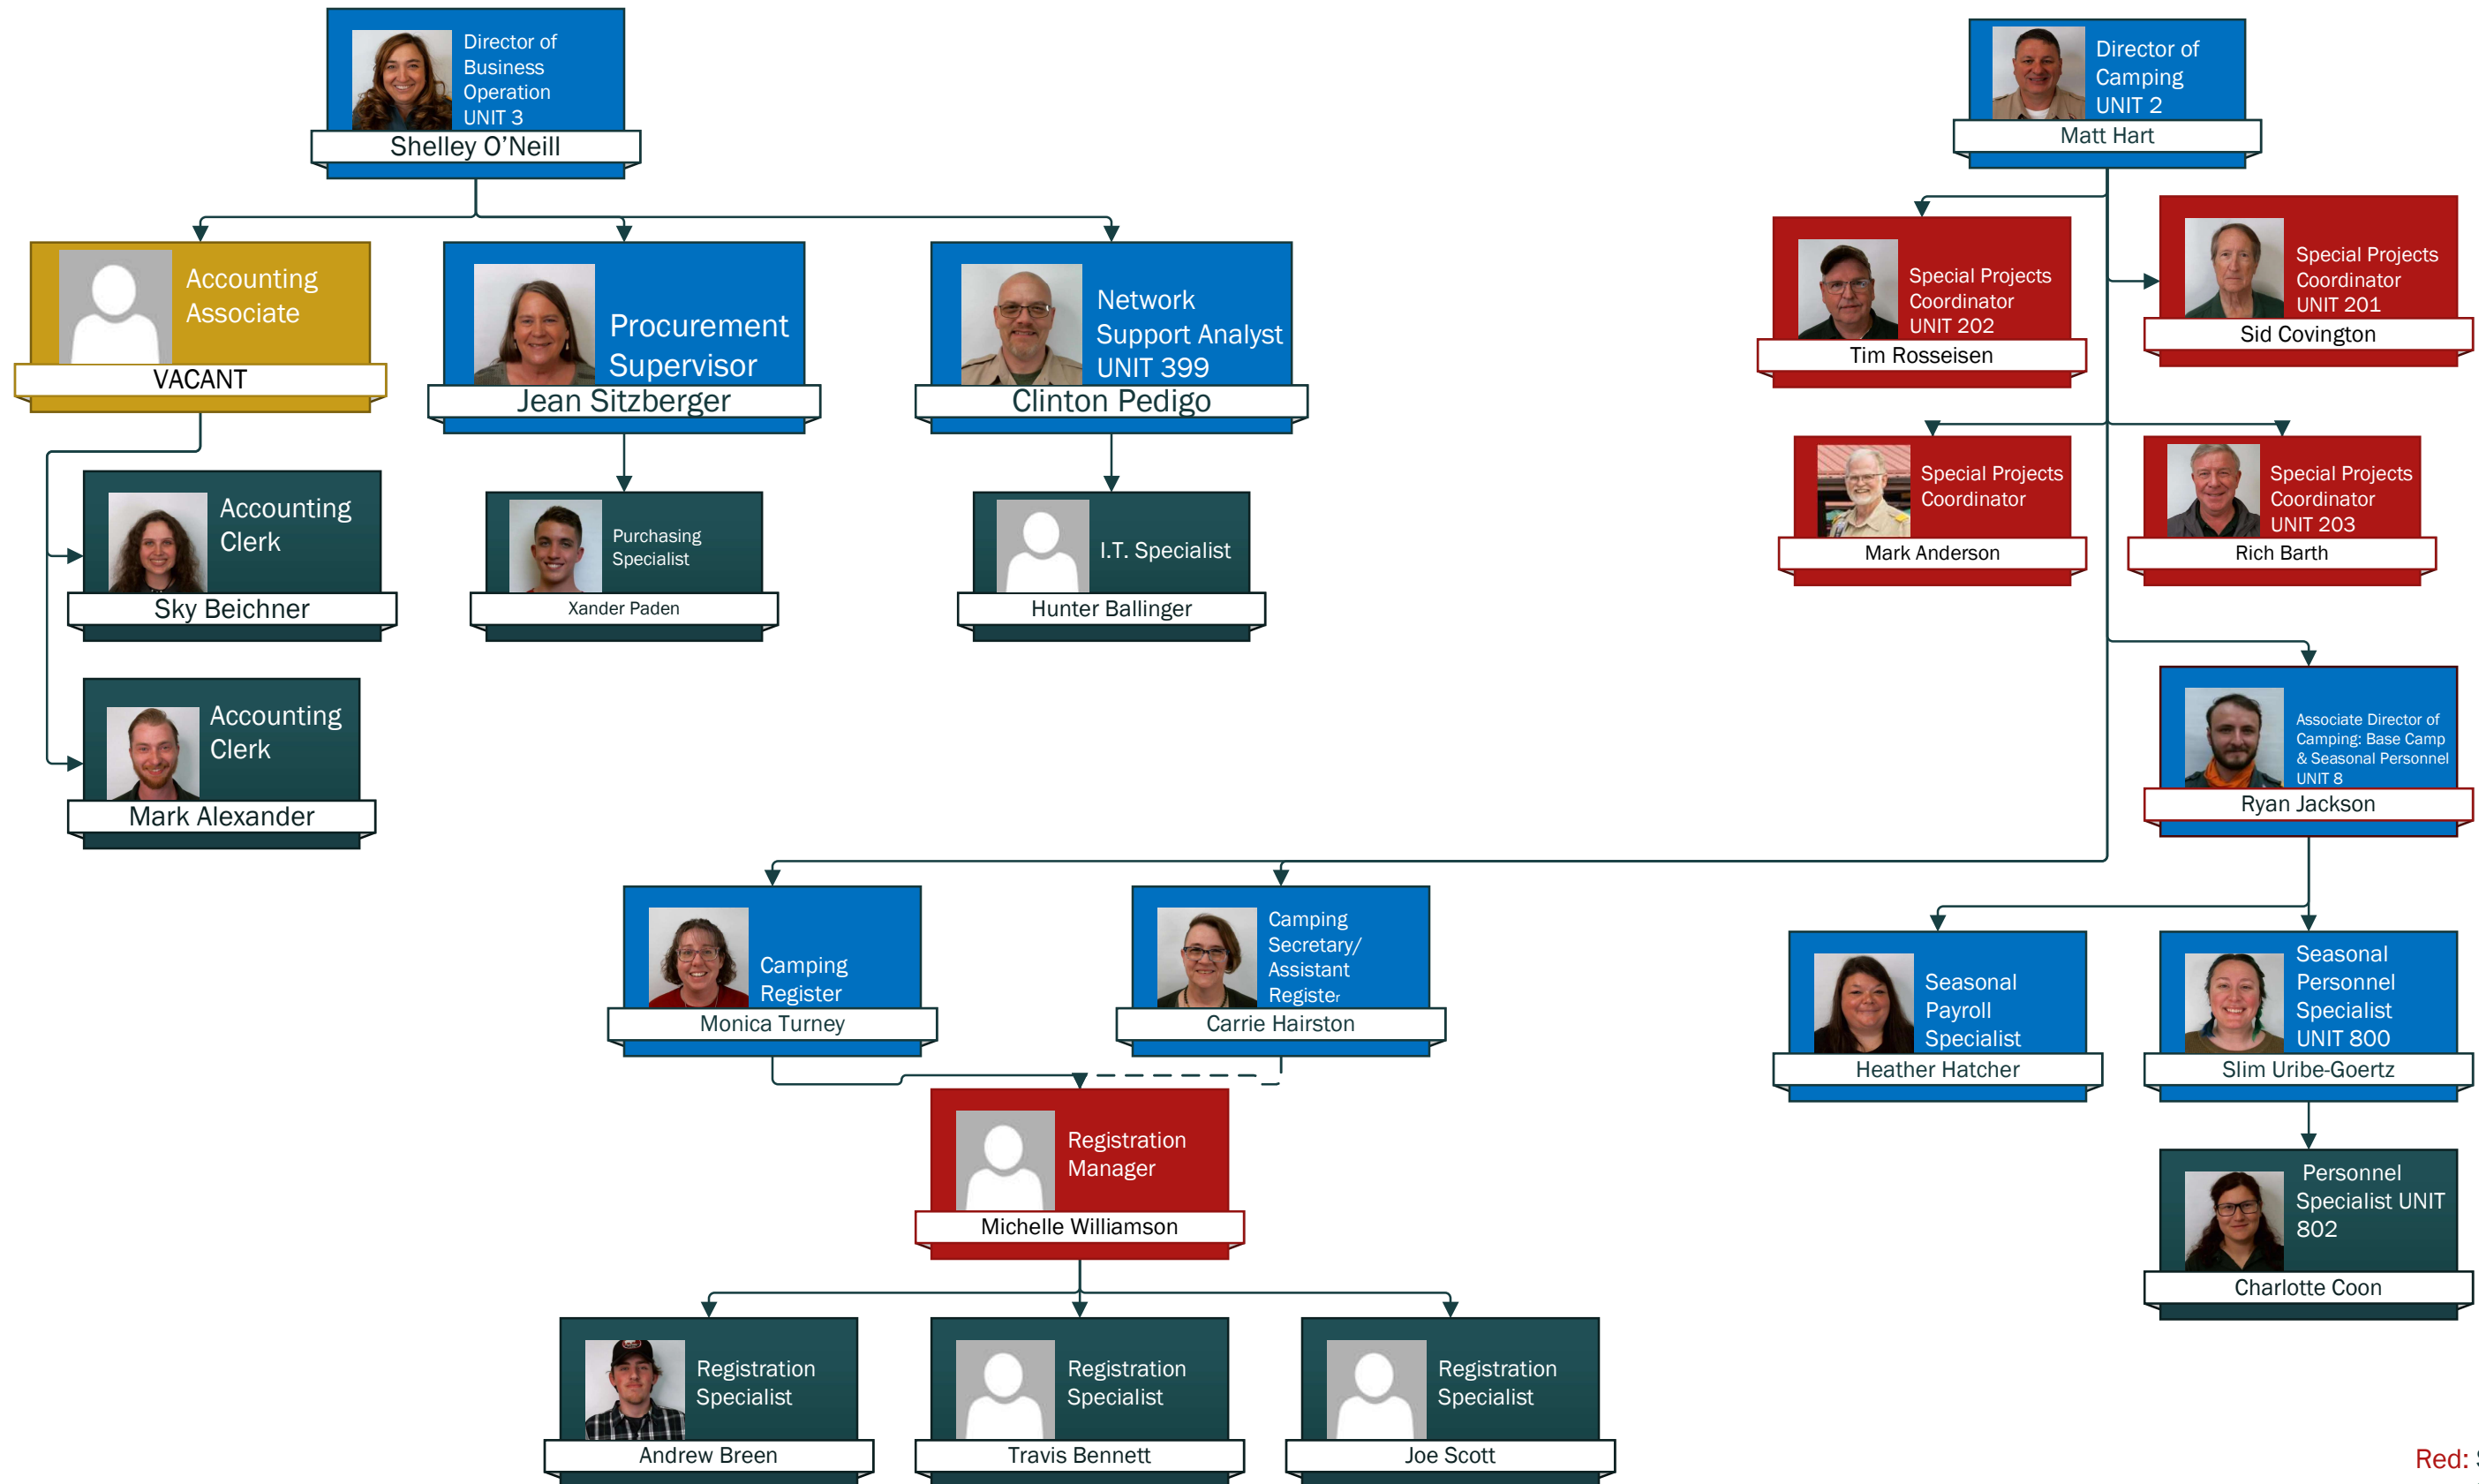 Director of
Business
Operation
UNIT 3
Shelley O'Neill
Director of
Camping
UNIT 2
Matt Hart
Accounting
Associate
VACANT
Procurement
Supervisor
Jean Sitzberger
Network
Support Analyst
UNIT 399
Clinton Pedigo
Special Projects
Coordinator
UNIT 202
Tim Rosseisen
Special Projects
Coordinator
UNIT 201
Sid Covington
Accounting
Clerk
Sky Beichner
Purchasing
Specialist
Xander Paden
I.T. Specialist
Hunter Ballinger
Special Projects
Coordinator
Mark Anderson
Special Projects
Coordinator
UNIT 203
Rich Barth
Accounting
Clerk
Mark Alexander
Associate Director of
Camping: Base Camp
& Seasonal Personnel
UNIT 8
Ryan Jackson
Camping
Register
Monica Turney
Camping
Secretary/
Assistant
Register
Carrie Hairston
Seasonal
Payroll
Specialist
Heather Hatcher
Seasonal
Personnel
Specialist
UNIT 800
Slim Uribe-Goertz
Registration
Manager
Michelle Williamson
Personnel
Specialist UNIT
802
Charlotte Coon
Registration
Specialist
Andrew Breen
Registration
Specialist
Travis Bennett
Registration
Specialist
Joe Scott
Red: